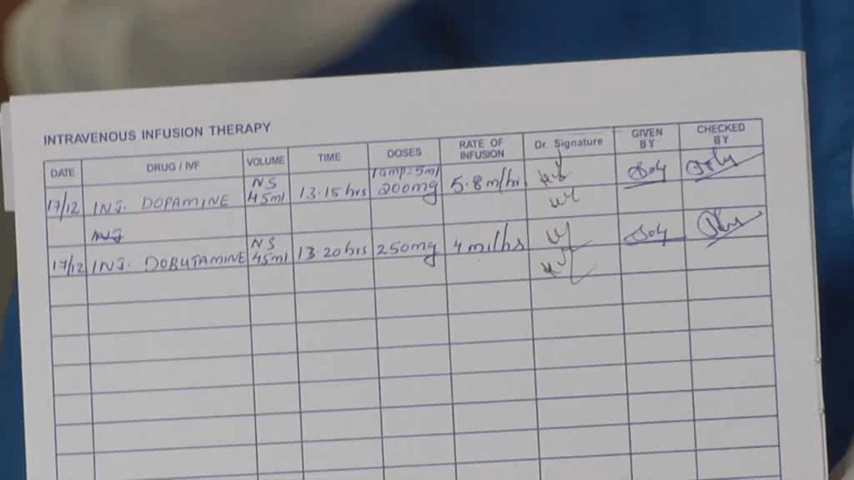 INTRAVENOUS INFUSION THERAPY
DATE DRUG / IVF VOLUME TIME DOSES RATE OF INFUSION Dr. Signature GIVEN BY CHECKED BY
NS 1amp=5ml
17/12 INJ. DOPAMINE 45ml 13.15 hrs 200mg 5.8 m/hr
INJ
NS
17/12 INJ. DOBUTAMINE 45ml 13.20 hrs 250mg 4 ml/hs